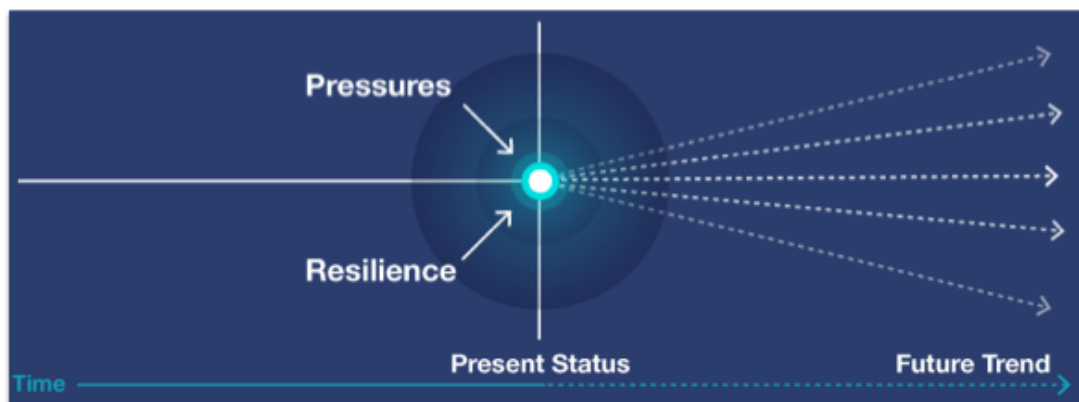 Pressures
Resilience
Present Status
Future Trend
Time